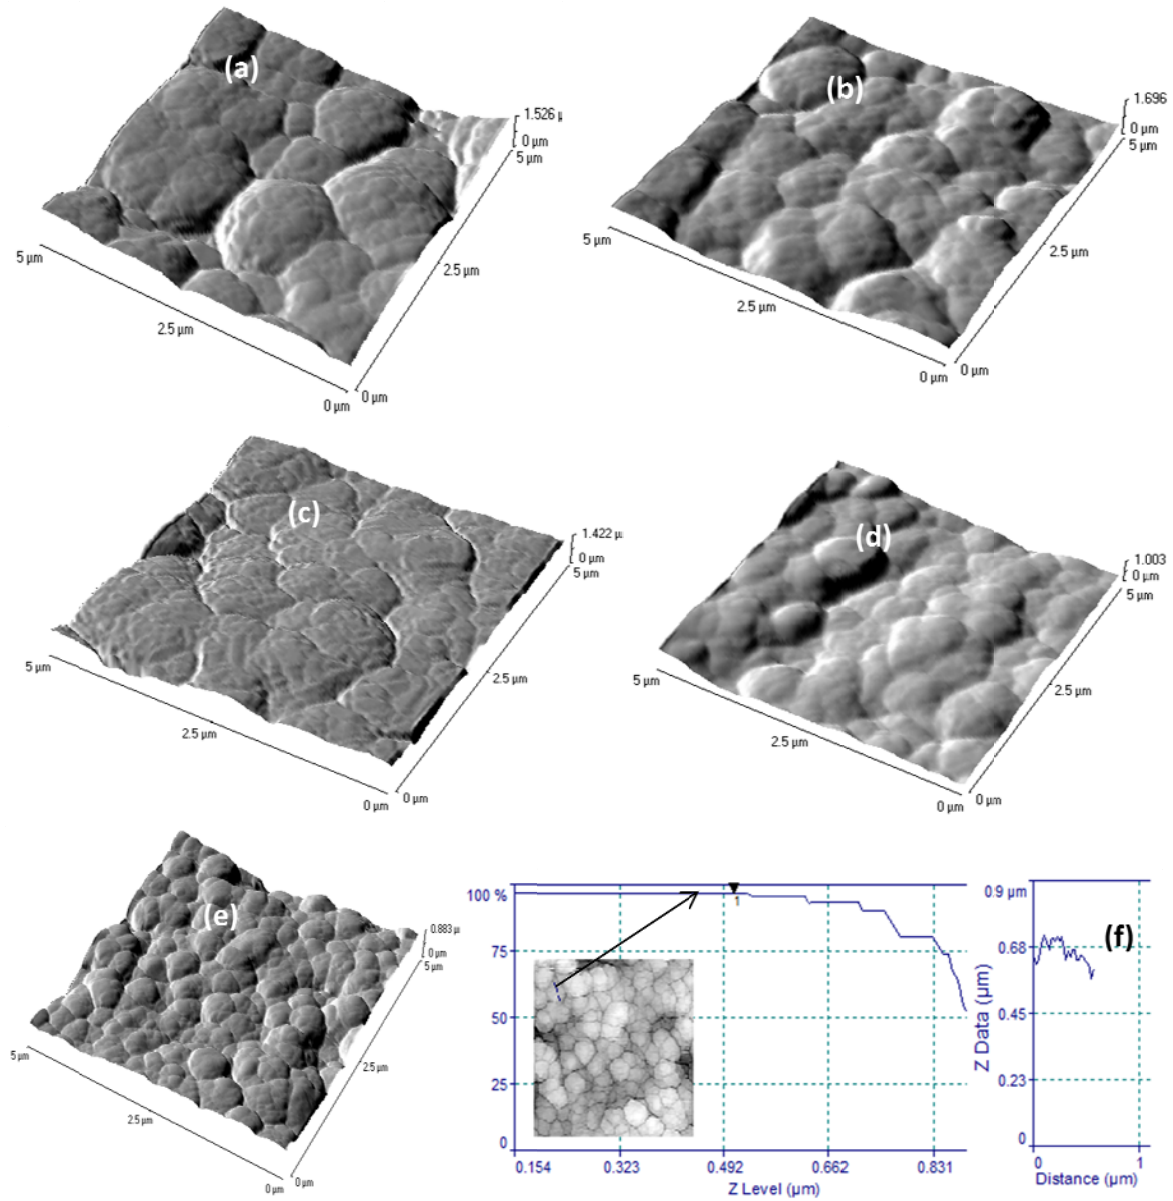 (a)
1.526 μ
0 μm
5 μm
2.5 μm
5 μm
2.5 μm
0 μm
0 μm
(b)
1.696
0 μm
5 μm
5 μm
2.5 μm
2.5 μm
0 μm
0 μm
(c)
1.422 μ
0 μm
5 μm
5 μm
2.5 μm
2.5 μm
0 μm
0 μm
(d)
1.003
0 μm
5 μm
5 μm
2.5 μm
2.5 μm
0 μm
0 μm
(e)
0.883 μ
0 μm
5 μm
5 μm
2.5 μm
2.5 μm
0 μm
0 μm
100 %
75
50
25
0
1
0.154 0.323 0.492 0.662 0.831
Z Level (μm)
(f)
0.9 μm
0.68
0.45
0.23
0
Z Data (μm)
0 1
Distance (μm)